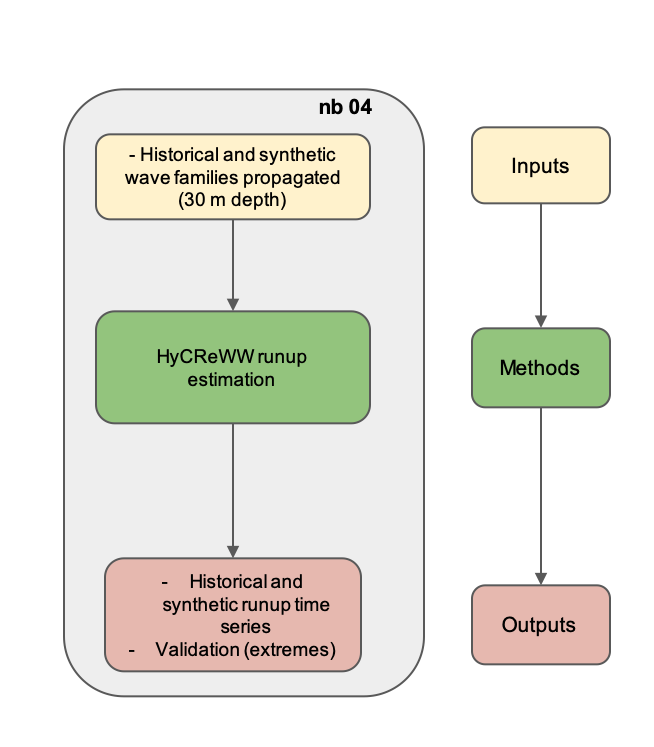 nb 04
- Historical and synthetic
wave families propagated
(30 m depth)
HyCReWW runup
estimation
- Historical and
synthetic runup time
series
- Validation (extremes)
Inputs
Methods
Outputs